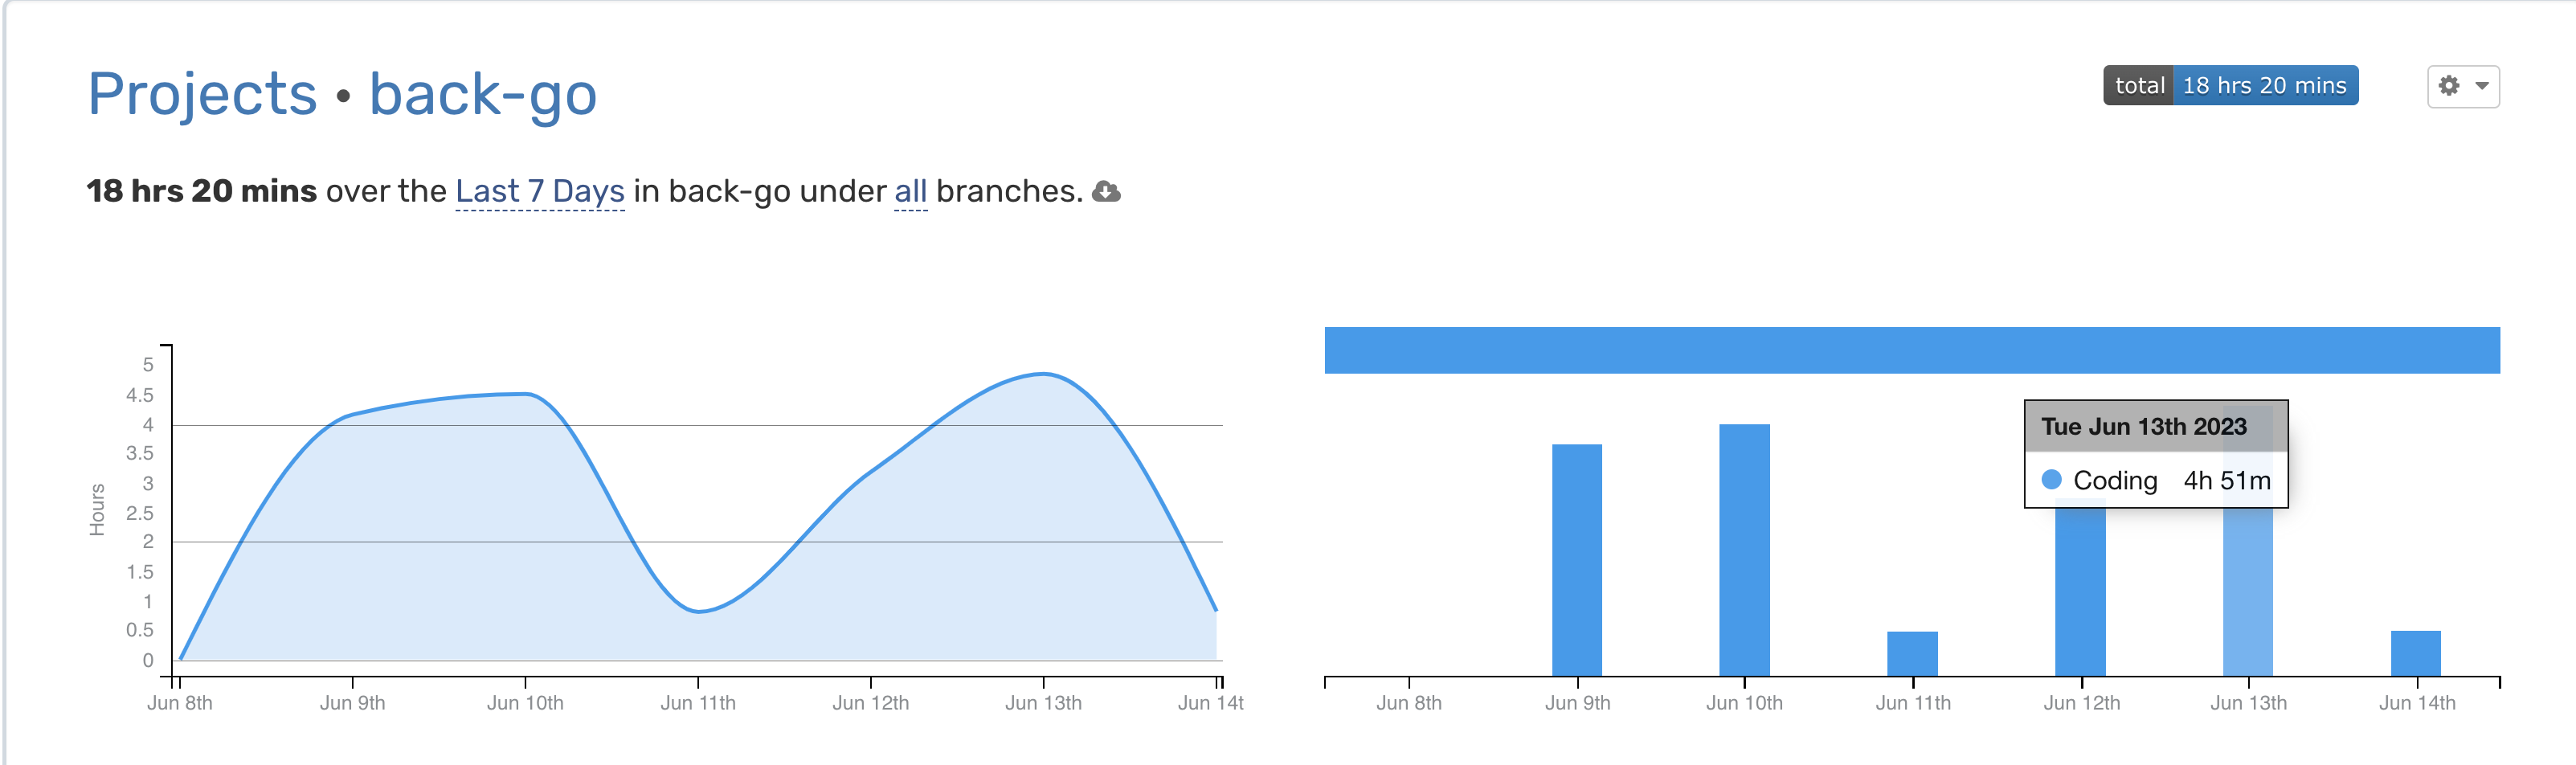 Projects • back-go
total 18 hrs 20 mins
18 hrs 20 mins over the Last 7 Days in back-go under all branches.
Hours
5
4.5
4
3.5
3
2.5
2
1.5
1
0.5
0
Jun 8th Jun 9th Jun 10th Jun 11th Jun 12th Jun 13th Jun 14t
Tue Jun 13th 2023
Coding 4h 51m
Jun 8th Jun 9th Jun 10th Jun 11th Jun 12th Jun 13th Jun 14th